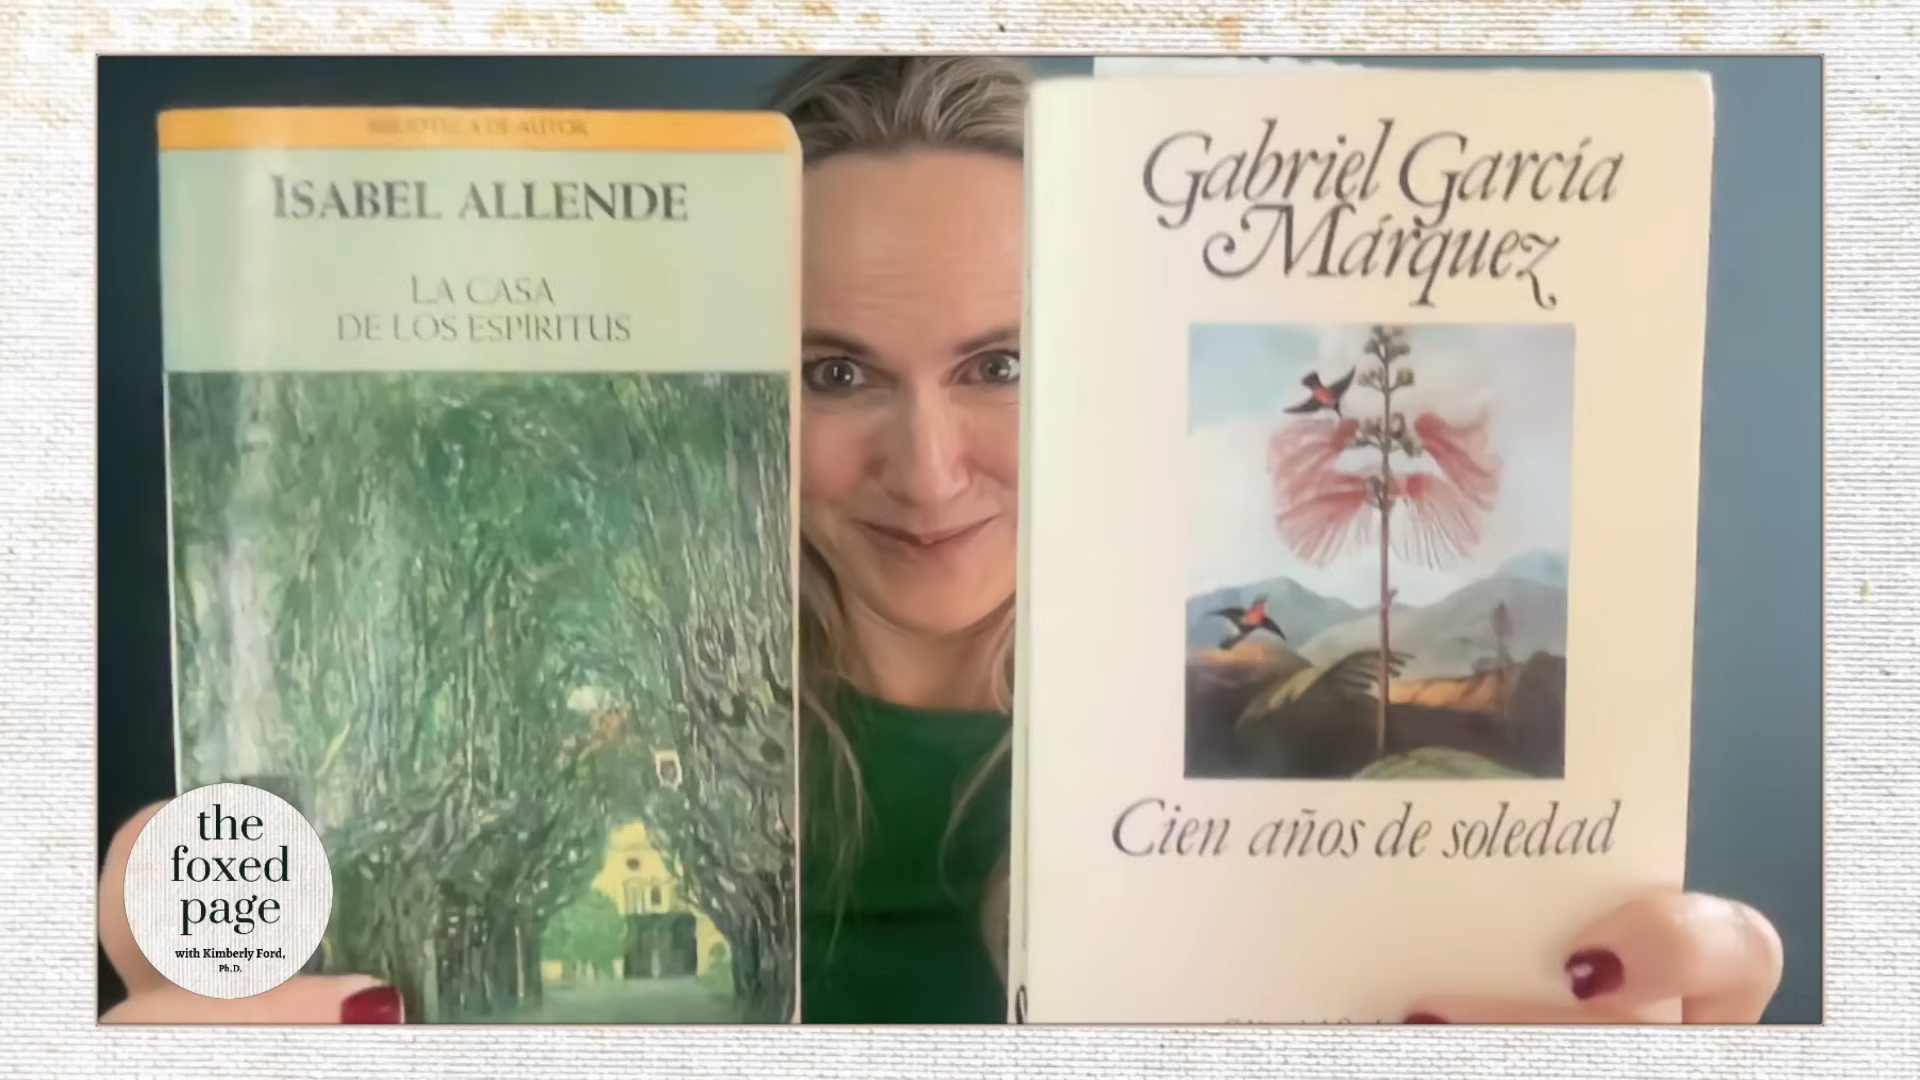 BIBLIOTECA DE AUTOR
ISABEL ALLENDE
LA CASA
DE LOS ESPÍRITUS
Gabriel García
Márquez
Cien años de soledad
the
foxed
page
with Kimberly Ford,
Ph.D.